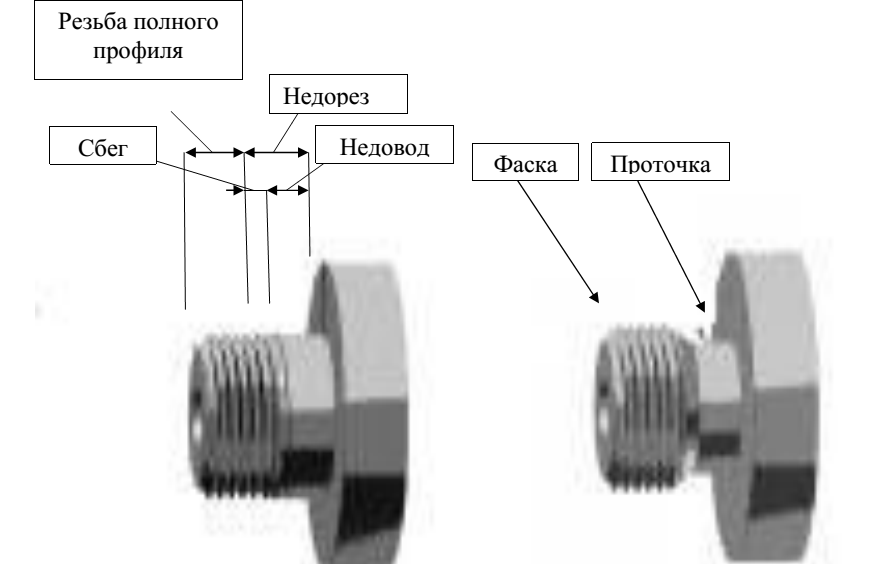 Резьба полного
профиля
Недорез
Сбег
Недовод
Фаска
Проточка